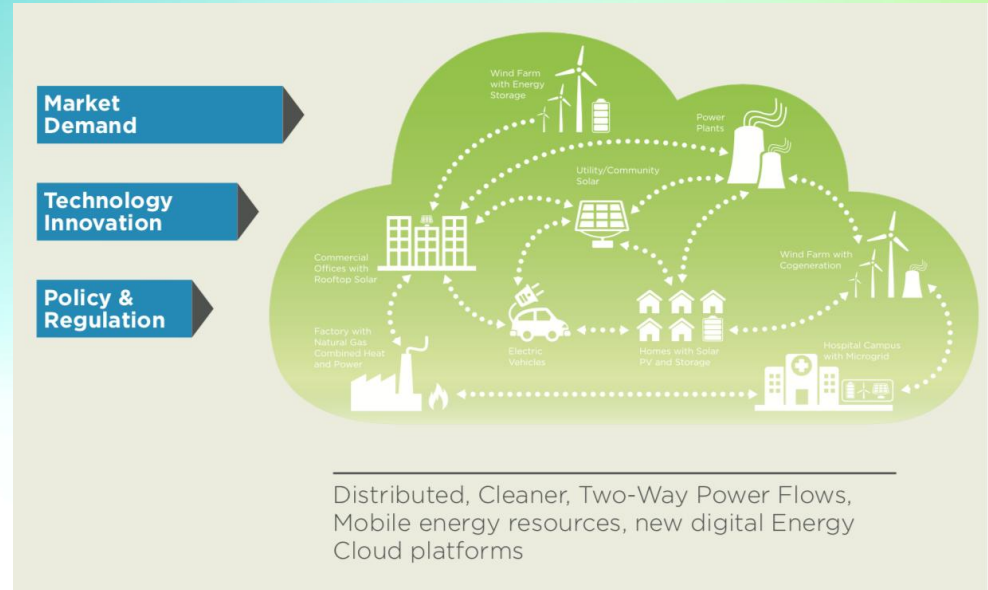 Market
Demand
Technology
Innovation
Policy &
Regulation
Wind Farm
with Energy
Storage
Power
Plants
Utility/Community
Solar
Commercial
Offices with
Rooftop Solar
Wind Farm with
Cogeneration
Factory with
Natural Gas
Combined Heat
and Power
Electric
Vehicles
Homes with Solar
PV and Storage
Hospital Campus
with Microgrid
Distributed, Cleaner, Two-Way Power Flows,
Mobile energy resources, new digital Energy
Cloud platforms